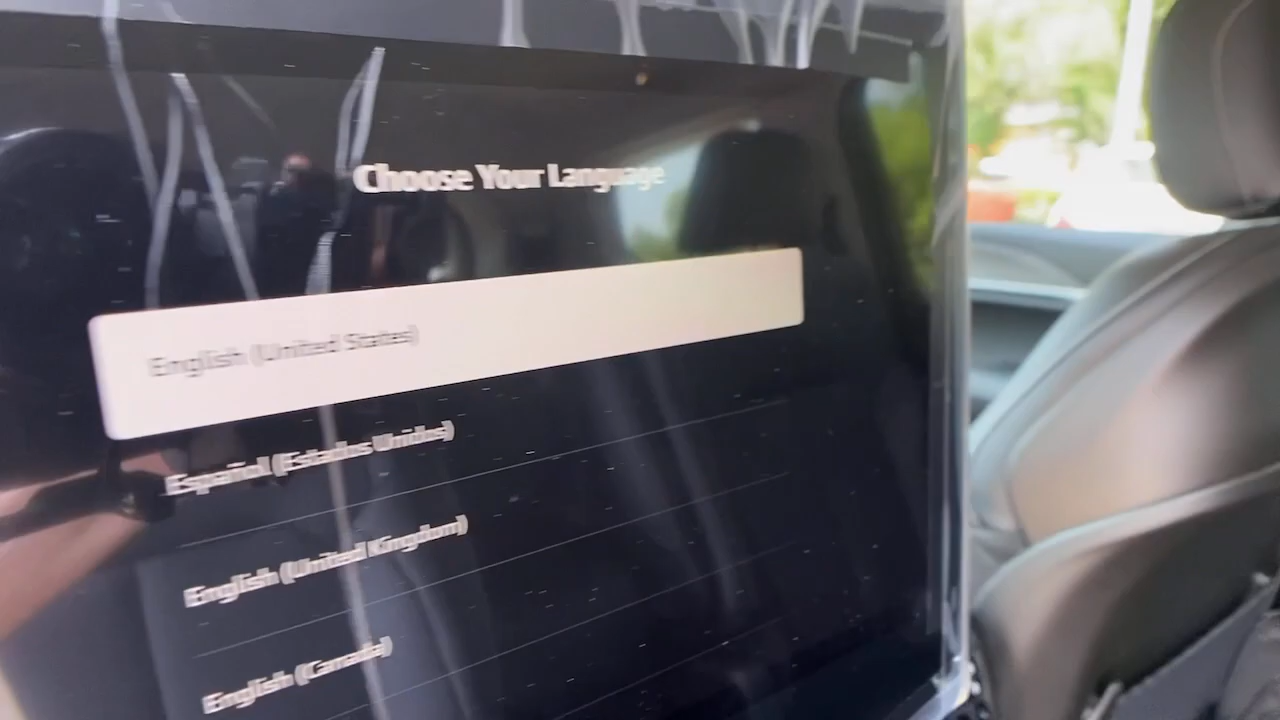 Choose Your Language
English (United States)
Español (Estados Unidos)
English (United Kingdom)
English (Canada)